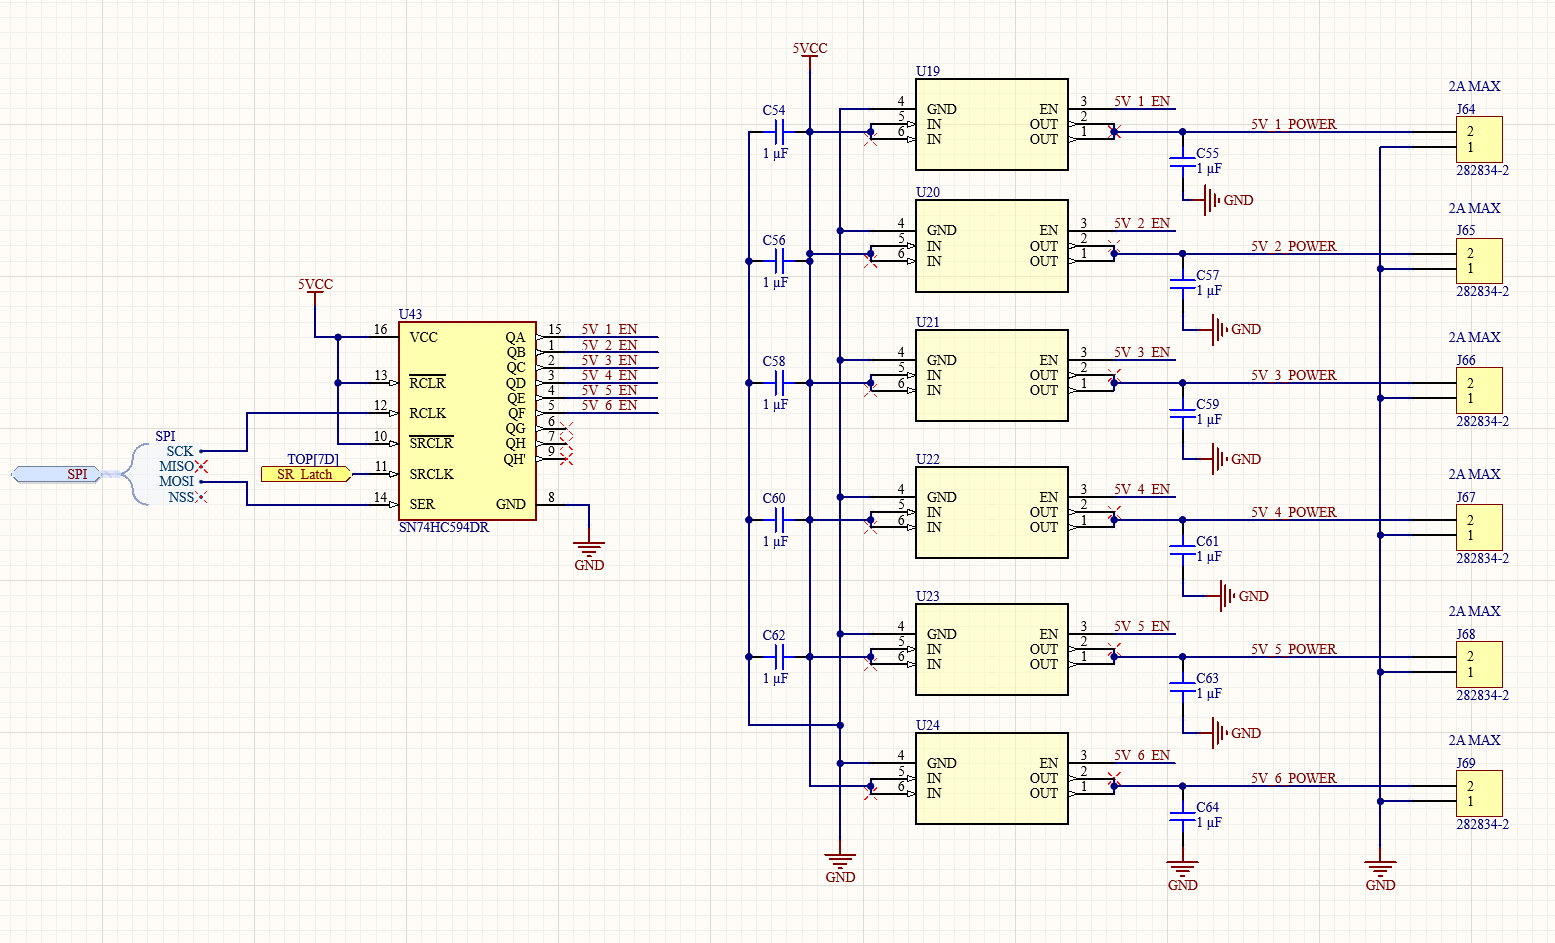 5VCC
U19
4 GND EN 3 5V_1_EN
5 IN OUT 2
6 IN OUT 1
C54
1 µF
5V_1_POWER
C55
1 µF
GND
2A MAX
J64
2
1
282834-2
U20
4 GND EN 3 5V_2_EN
5 IN OUT 2
6 IN OUT 1
C56
1 µF
5V_2_POWER
C57
1 µF
GND
2A MAX
J65
2
1
282834-2
U21
4 GND EN 3 5V_3_EN
5 IN OUT 2
6 IN OUT 1
C58
1 µF
5V_3_POWER
C59
1 µF
GND
2A MAX
J66
2
1
282834-2
5VCC
U43
16 VCC QA 15 5V_1_EN
QB 1 5V_2_EN
QC 2 5V_3_EN
13 RCLR QD 3 5V_4_EN
QE 4 5V_5_EN
12 RCLK QF 5 5V_6_EN
QG 6
10 SRCLR QH 7
QH' 9
11 SRCLK
14 SER GND 8
SN74HC594DR
GND
SPI
SPI
SCK
MISO
MOSI
NSS
TOP[7D]
SR_Latch
U22
4 GND EN 3 5V_4_EN
5 IN OUT 2
6 IN OUT 1
C60
1 µF
5V_4_POWER
C61
1 µF
GND
2A MAX
J67
2
1
282834-2
U23
4 GND EN 3 5V_5_EN
5 IN OUT 2
6 IN OUT 1
C62
1 µF
5V_5_POWER
C63
1 µF
GND
2A MAX
J68
2
1
282834-2
U24
4 GND EN 3 5V_6_EN
5 IN OUT 2
6 IN OUT 1
5V_6_POWER
C64
1 µF
2A MAX
J69
2
1
282834-2
GND
GND
GND